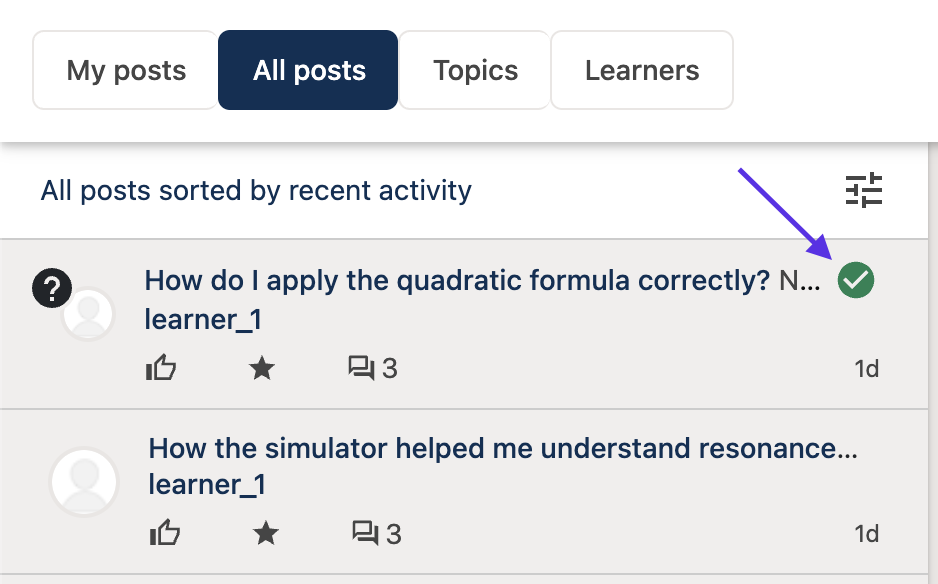 My posts All posts Topics Learners
All posts sorted by recent activity
? How do I apply the quadratic formula correctly? N...
learner_1
3 1d
How the simulator helped me understand resonance...
learner_1
3 1d